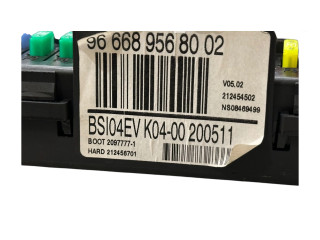 96 668 956 80 02
V05.02
212454502
NS08469499
BSI04EV K04-00 200511
BOOT 2097777-1
HARD 212456701